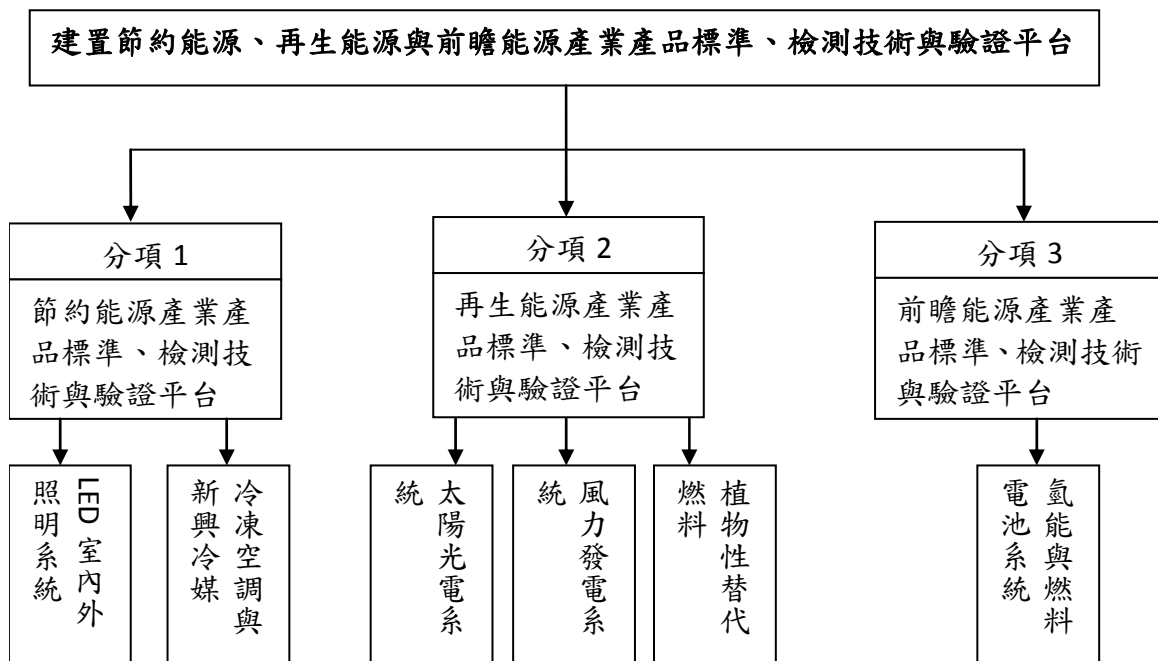 建置節約能源、再生能源與前瞻能源產業產品標準、檢測技術與驗證平台
分項 1
節約能源產業產
品標準、檢測技
術與驗證平台
分項 2
再生能源產業產
品標準、檢測技
術與驗證平台
分項 3
前瞻能源產業產
品標準、檢測技術
與驗證平台
LED 室內外
照明系統
冷凍空調與
新興冷媒
太陽光電系
統
風力發電系
統
植物性替代
燃料
氫能與燃料
電池系統